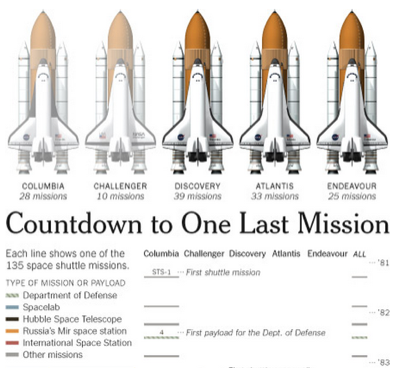 COLUMBIA CHALLENGER DISCOVERY ATLANTIS ENDEAVOUR
28 missions 10 missions 39 missions 33 missions 25 missions
Countdown to One Last Mission
Each line shows one of the
135 space shuttle missions.
Columbia Challenger Discovery Atlantis Endeavour ALL
'81
STS-1 First shuttle mission
TYPE OF MISSION OR PAYLOAD
Department of Defense
Spacelab
'82
Hubble Space Telescope
Russia's Mir space station
4 First payload for the Dept. of Defense
International Space Station
Other missions
'83